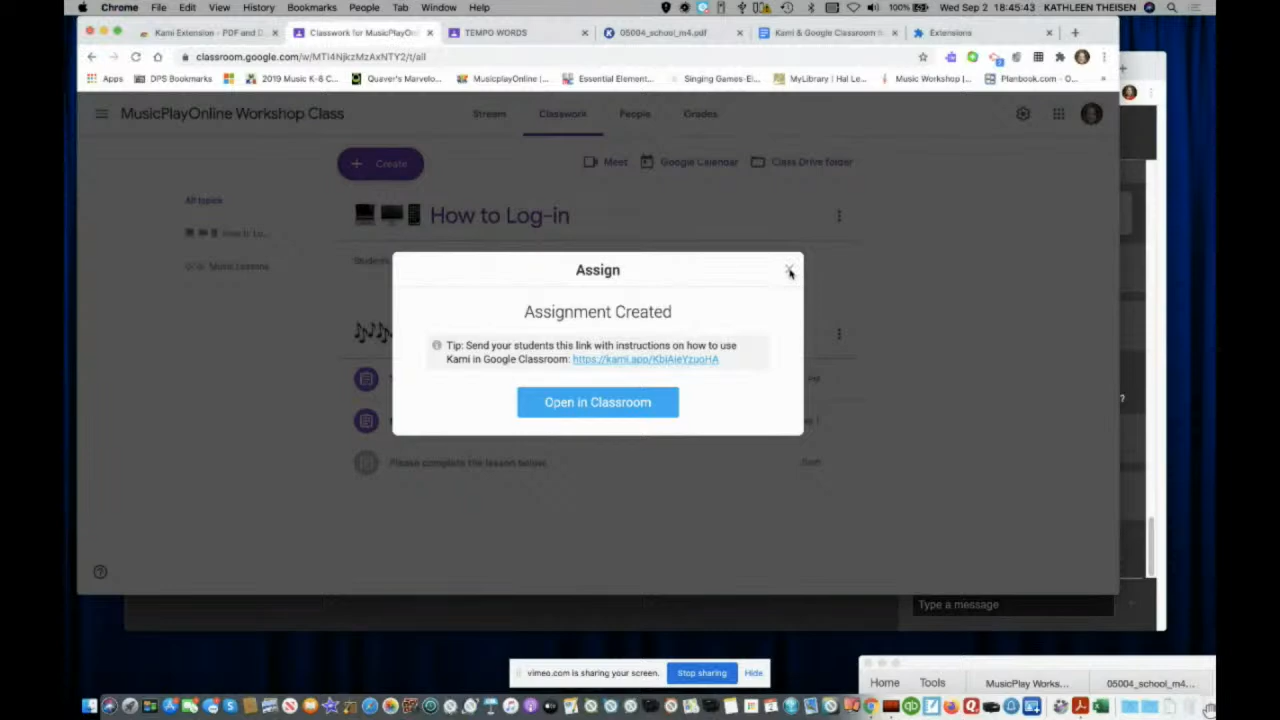 Chrome File Edit View History Bookmarks People Tab Window Help 100% Wed Sep 2 18:45:43 KATHLEEN THEISEN
Kami Extension - PDF and D... Classwork for MusicPlayOn TEMPO WORDS 05004_school_m4.pdf Kami & Google Classroom Extensions
classroom.google.com/w/MTI4NjkzMzAxNTY2/t/all
Apps DPS Bookmarks 2019 Music K-8 C... Quaver's Marvelo... MusicplayOnline |... Essential Element... Singing Games-El... MyLibrary | Hal Le... Music Workshop |... Planbook.com - O... »
MusicPlayOnline Workshop Class Stream Classwork People Grades
+ Create Meet Google Calendar Class Drive folder
All topics
How to Log-in
How to Lo...
Music Lessons
Students
Assign
Assignment Created
Tip: Send your students this link with instructions on how to use
Kami in Google Classroom: https://kami.app/KbiAieYzuoHA
Open in Classroom
?
Please complete the lesson below
Type a message
vimeo.com is sharing your screen. Stop sharing Hide
Home Tools MusicPlay Works... 05004_school_m4...